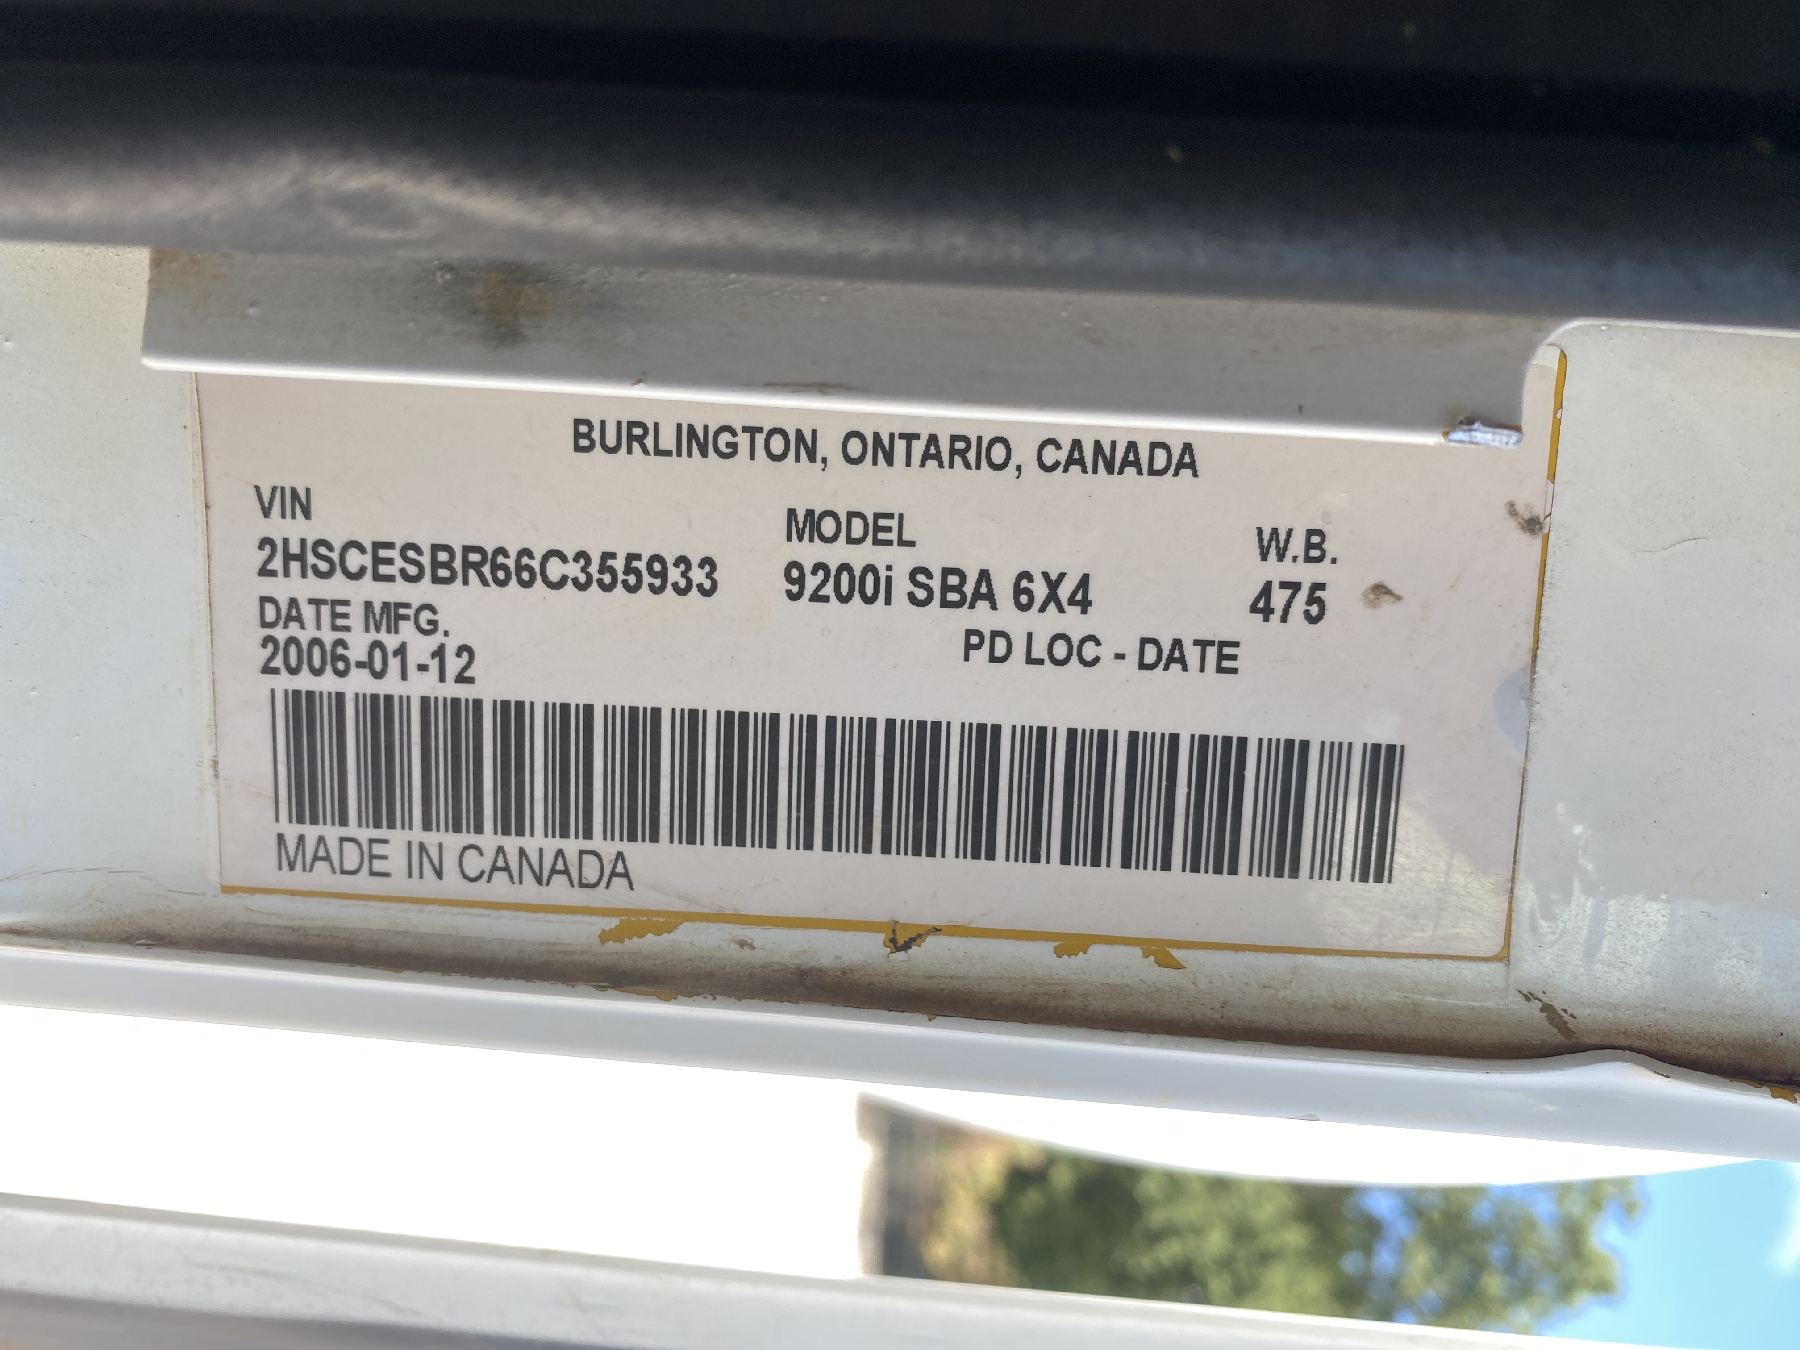 BURLINGTON, ONTARIO, CANADA
VIN MODEL W.B.
2HSCESBR66C355933 9200i SBA 6X4 475
DATE MFG. PD LOC - DATE
2006-01-12
MADE IN CANADA